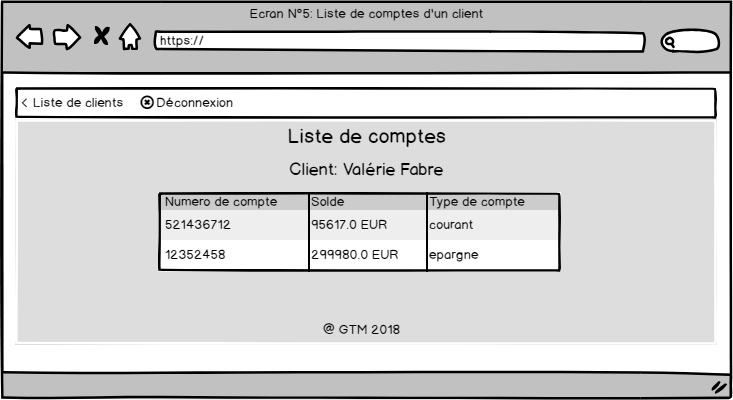 Ecran N°5: Liste de comptes d'un client
https://
< Liste de clients Déconnexion
Liste de comptes
Client: Valérie Fabre
Numero de compte Solde Type de compte
521436712 95617.0 EUR courant
12352458 299980.0 EUR epargne
@ GTM 2018